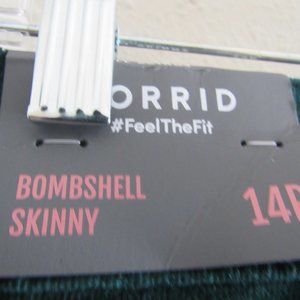 ORRID
#FeelTheFit
BOMBSHELL
SKINNY
14R